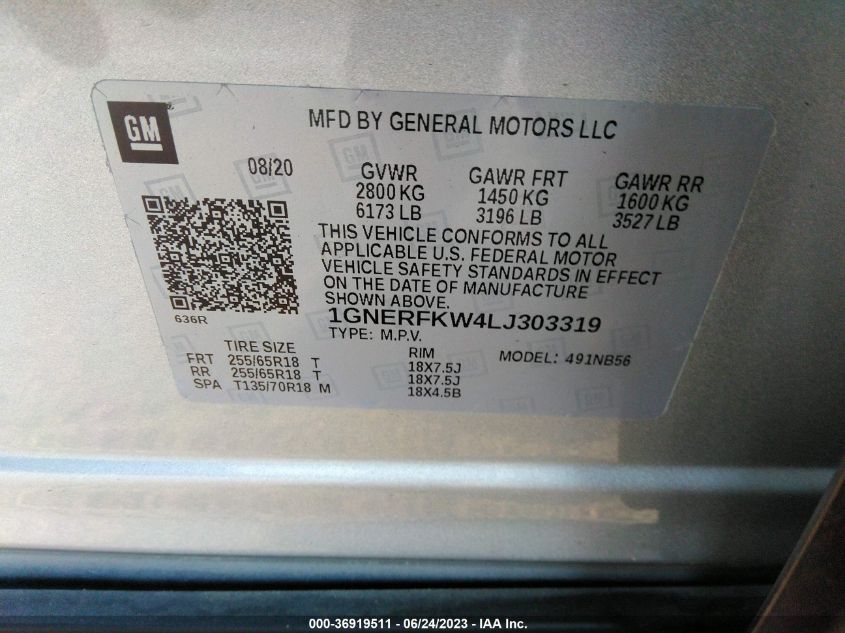 GM
MFD BY GENERAL MOTORS LLC
08/20
GVWR GAWR FRT GAWR RR
2800 KG 1450 KG 1600 KG
6173 LB 3196 LB 3527 LB
THIS VEHICLE CONFORMS TO ALL
APPLICABLE U.S. FEDERAL MOTOR
VEHICLE SAFETY STANDARDS IN EFFECT
ON THE DATE OF MANUFACTURE
SHOWN ABOVE.
636R
1GNERFKW4LJ303319
TYPE: M.P.V.
TIRE SIZE RIM MODEL: 491NB56
FRT 255/65R18 T 18X7.5J
RR 255/65R18 T 18X7.5J
SPA T135/70R18 M 18X4.5B
000-36919511 - 06/24/2023 - IAA Inc.